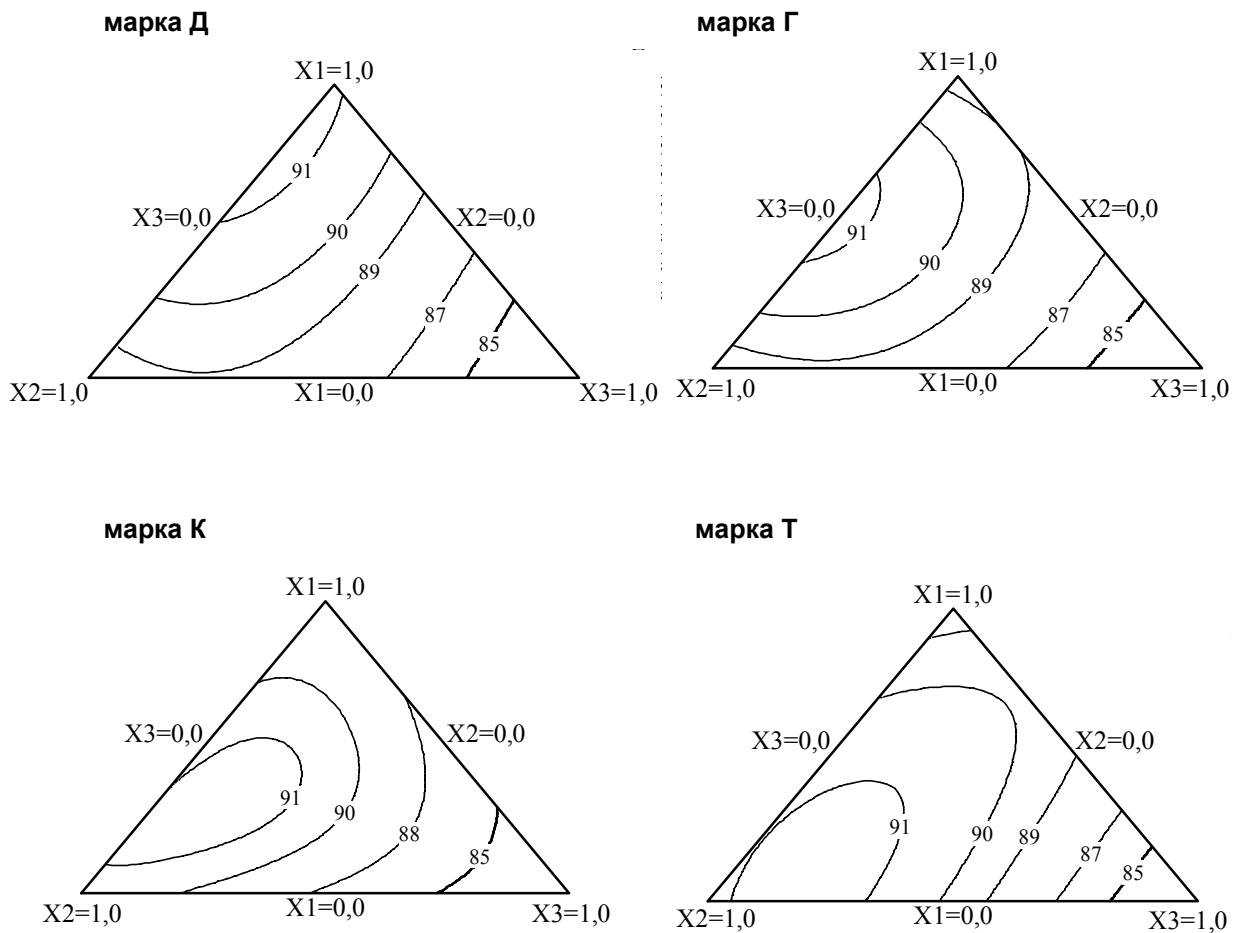 марка Д
марка Г
X1=1,0
91
X3=0,0
X2=0,0
90
89
87
85
X2=1,0
X1=0,0
X3=1,0
X1=1,0
X3=0,0
X2=0,0
91
90
89
87
85
X2=1,0
X1=0,0
X3=1,0
марка К
марка Т
X1=1,0
X3=0,0
X2=0,0
91
90
88
85
X2=1,0
X1=0,0
X3=1,0
X1=1,0
X3=0,0
X2=0,0
91
90
89
87
85
X2=1,0
X1=0,0
X3=1,0